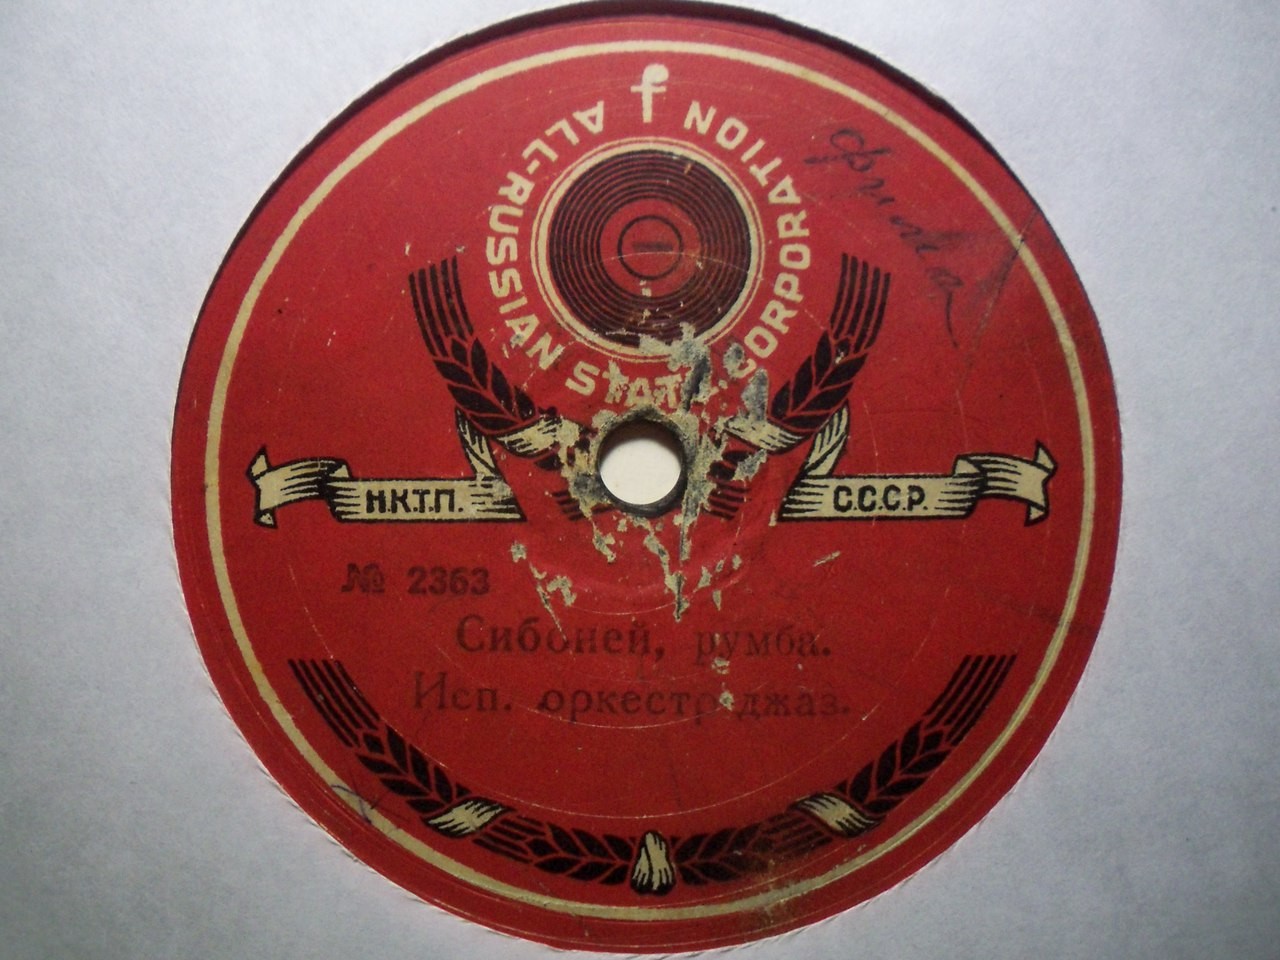 f
ALL-RUSSIAN STATE CORPORATION
Н.К.Т.П. С.С.С.Р.
№ 2363
Сибоней, румба.
Исп. оркестр джаз.